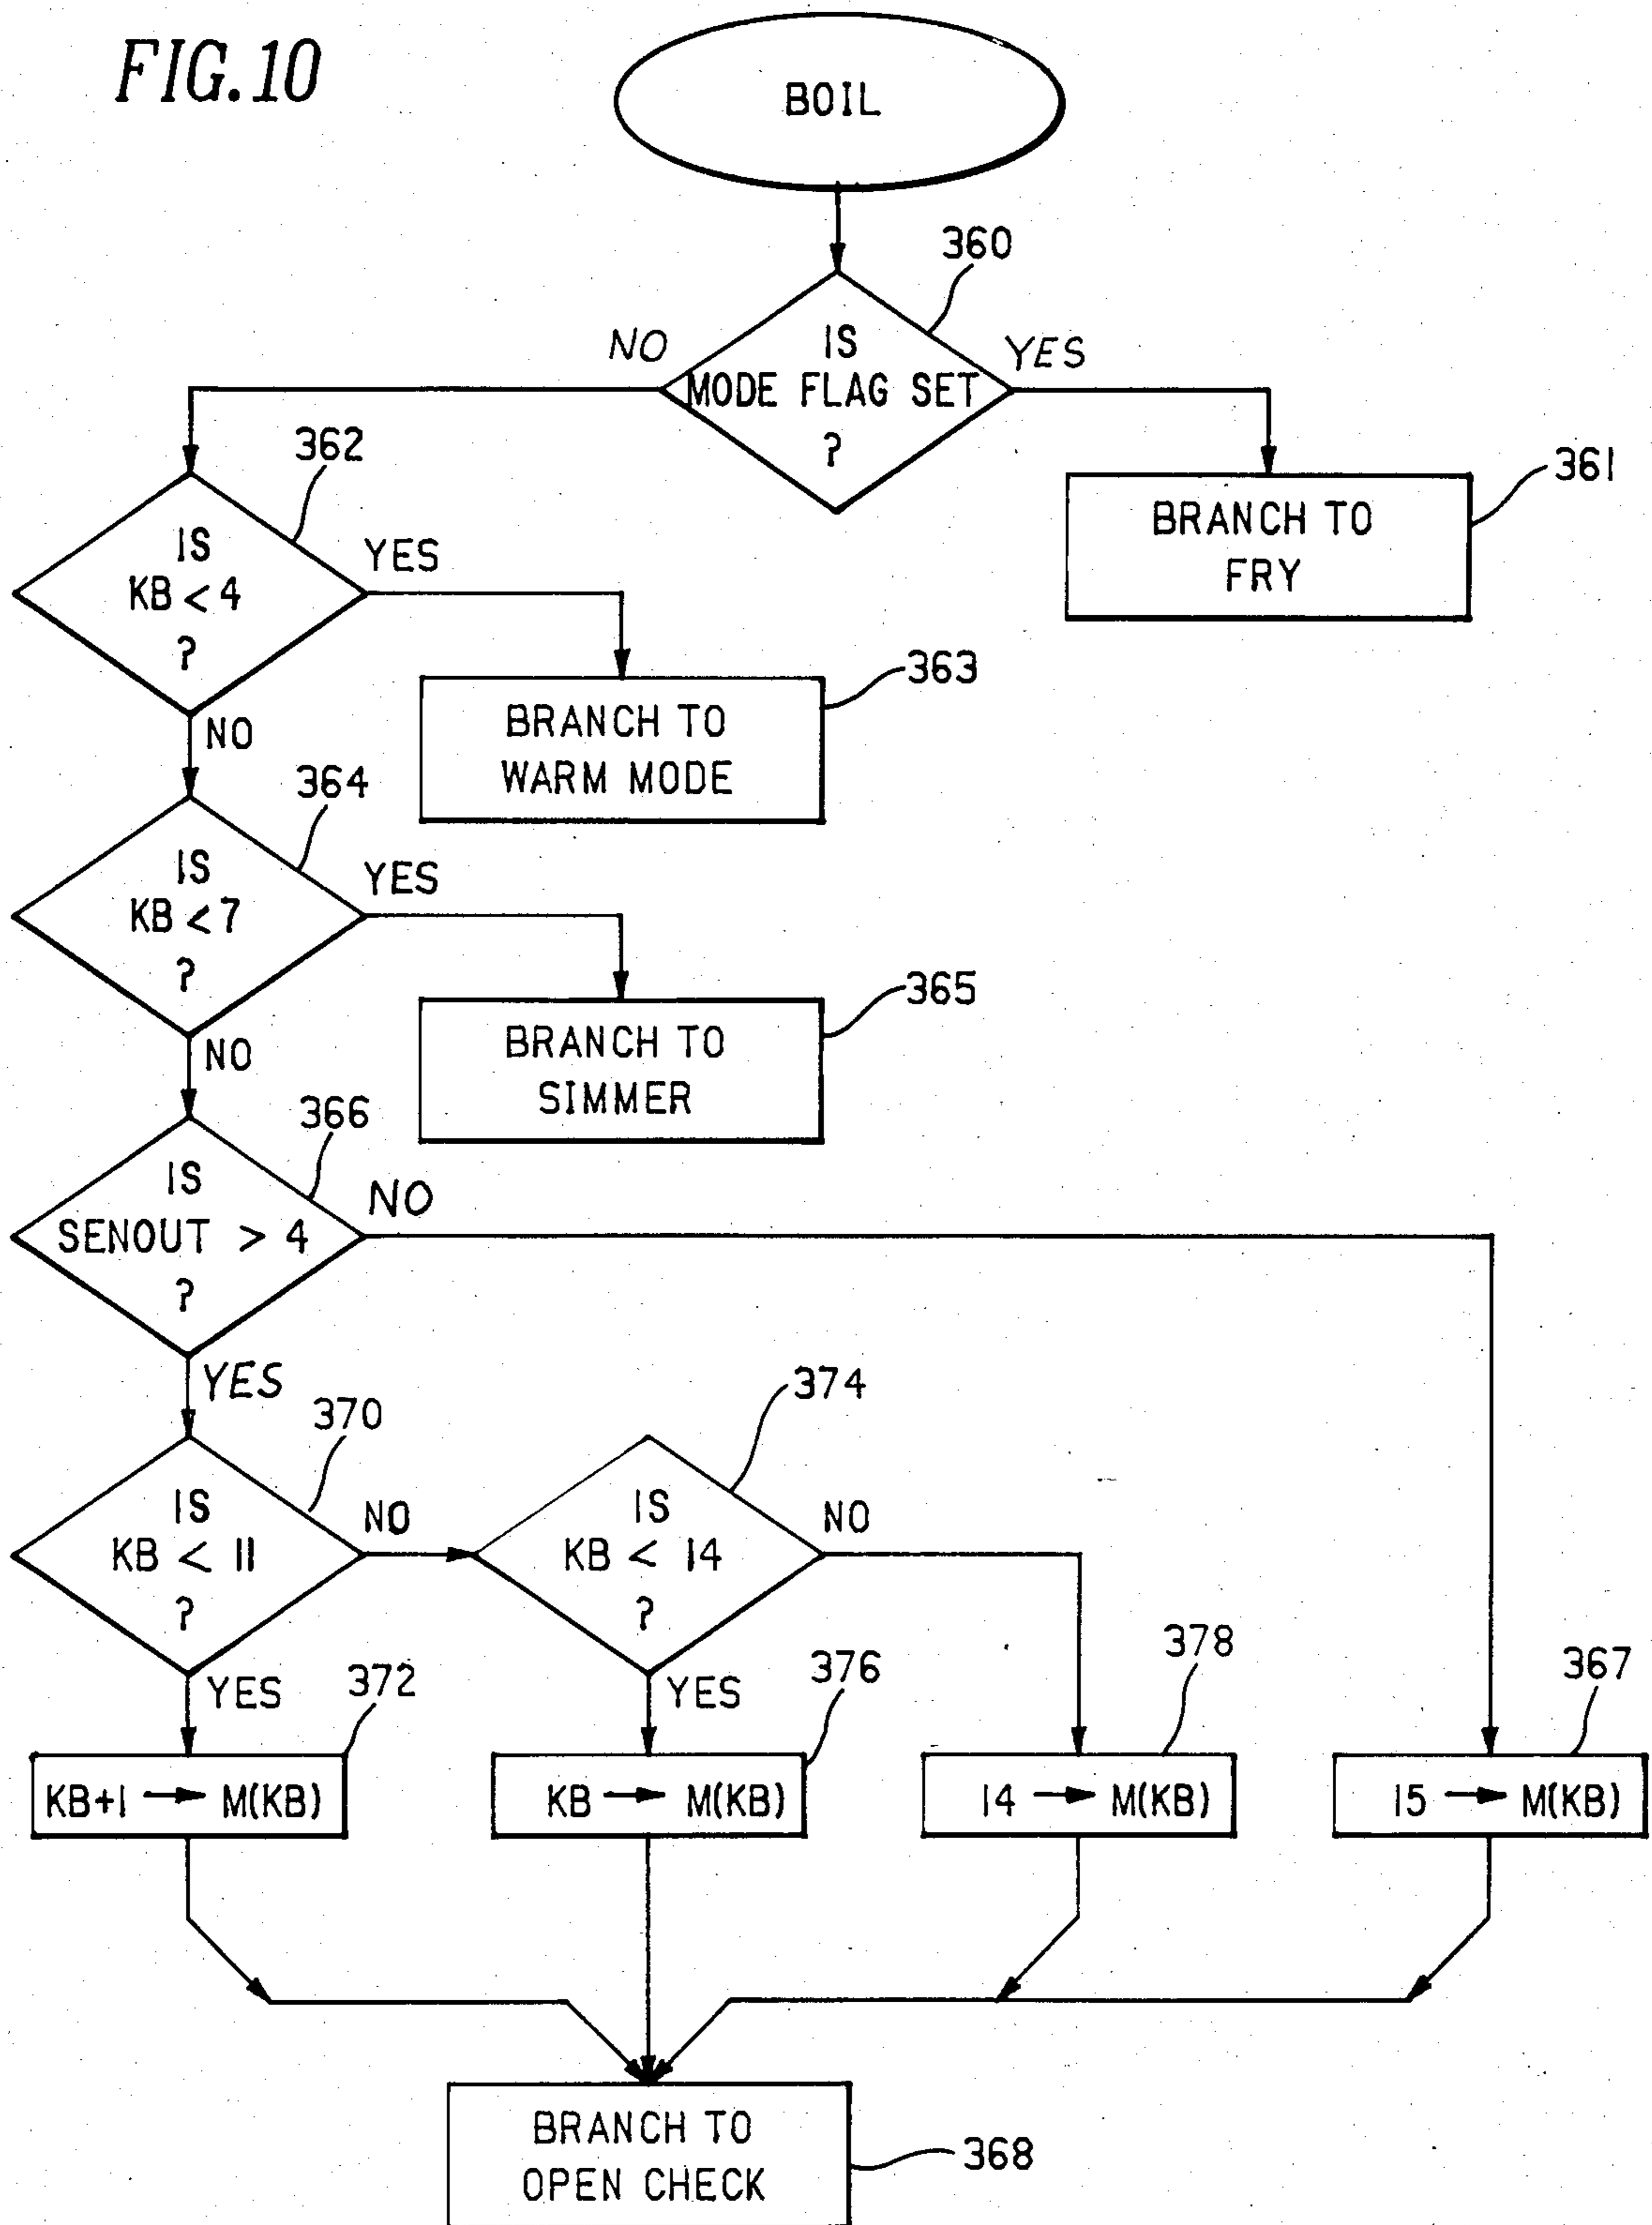 FIG.10
BOIL
360
IS
MODE FLAG SET
?
NO
YES
361
BRANCH TO
FRY
362
IS
KB < 4
?
YES
363
BRANCH TO
WARM MODE
NO
364
IS
KB < 7
?
YES
365
BRANCH TO
SIMMER
NO
366
IS
SENOUT > 4
?
NO
YES
370
IS
KB < 11
?
NO
374
IS
KB < 14
?
NO
YES
372
KB+1 → M(KB)
YES
376
KB → M(KB)
378
14 → M(KB)
367
15 → M(KB)
BRANCH TO
OPEN CHECK
368